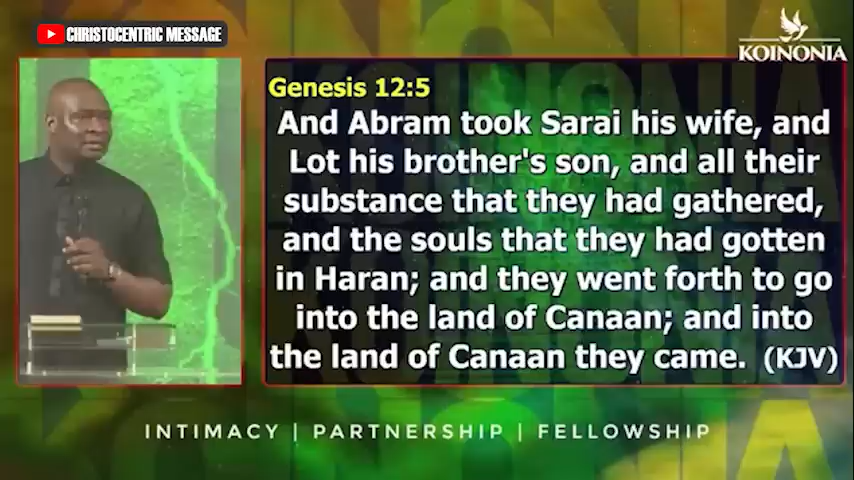 CHRISTOCENTRIC MESSAGE
KOINONIA
Genesis 12:5
And Abram took Sarai his wife, and
Lot his brother's son, and all their
substance that they had gathered,
and the souls that they had gotten
in Haran; and they went forth to go
into the land of Canaan; and into
the land of Canaan they came. (KJV)
INTIMACY | PARTNERSHIP | FELLOWSHIP